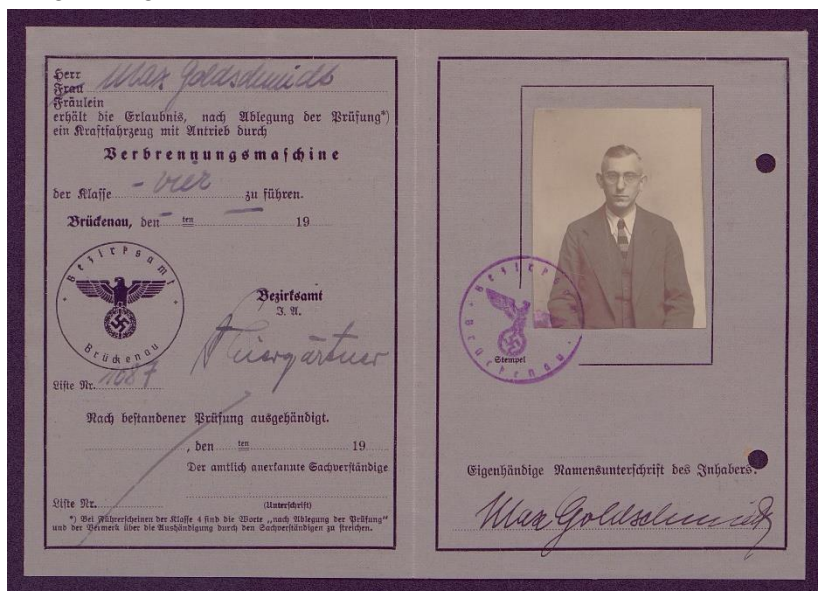 Herr
Frau Max Goldschmidt
Fräulein
erhält die Erlaubnis, nach Ablegung der Prüfung*)
ein Kraftfahrzeug mit Antrieb durch
Verbrennungsmaschine
der Klasse - vier zu führen.
Brückenau, den - ten - 19
Bezirksamt
Brückenau
Bezirksamt
I. A.
Liste Nr. 1087
Nach bestandener Prüfung ausgehändigt.
, den ten 19
Der amtlich anerkannte Sachverständige
Liste Nr.
(Unterschrift)
*) Bei Führerscheinen der Klasse 4 sind die Worte „nach Ablegung der Prüfung“
und der Vermerk über die Aushändigung durch den Sachverständigen zu streichen.
Bezirksamt
Brückenau
Stempel
Eigenhändige Namensunterschrift des Inhabers.
Max Goldschmidt